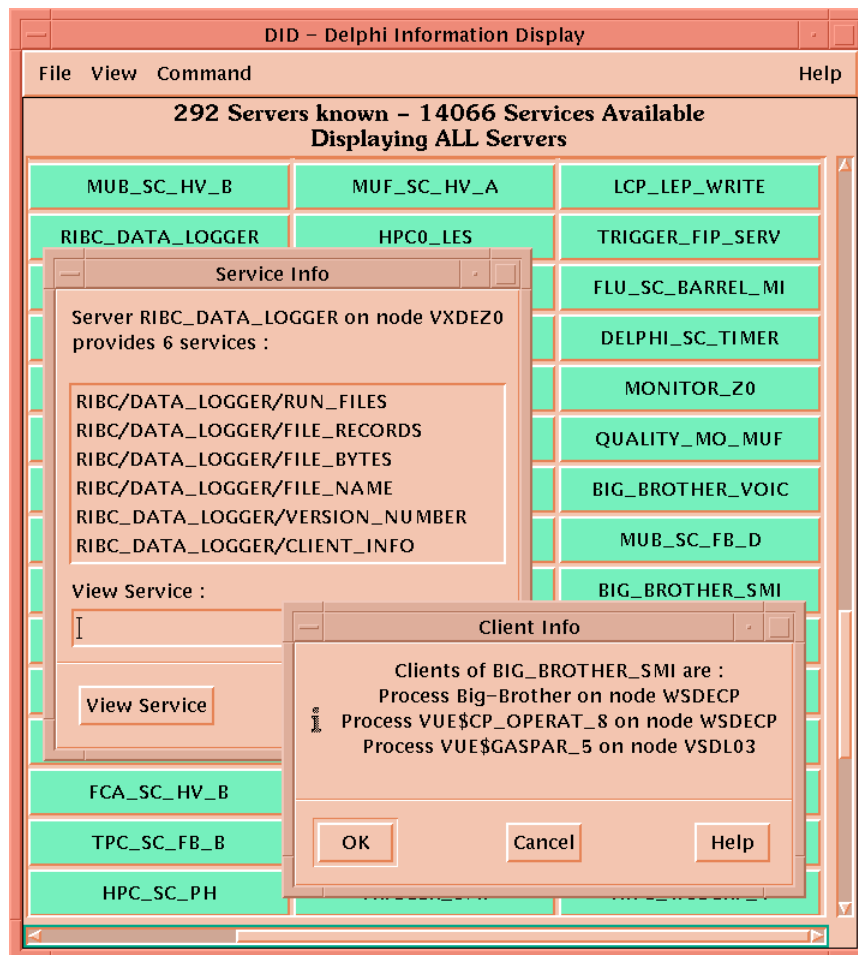 DID – Delphi Information Display
File View Command Help
292 Servers known – 14066 Services Available
Displaying ALL Servers
MUB_SC_HV_B MUF_SC_HV_A LCP_LEP_WRITE
RIBC_DATA_LOGGER HPC0_LES TRIGGER_FIP_SERV
FLU_SC_BARREL_MI
DELPHI_SC_TIMER
MONITOR_Z0
QUALITY_MO_MUF
BIG_BROTHER_VOIC
MUB_SC_FB_D
BIG_BROTHER_SMI
FCA_SC_HV_B
TPC_SC_FB_B
HPC_SC_PH
Service Info
Server RIBC_DATA_LOGGER on node VXDEZ0
provides 6 services :
RIBC/DATA_LOGGER/RUN_FILES
RIBC/DATA_LOGGER/FILE_RECORDS
RIBC/DATA_LOGGER/FILE_BYTES
RIBC/DATA_LOGGER/FILE_NAME
RIBC_DATA_LOGGER/VERSION_NUMBER
RIBC_DATA_LOGGER/CLIENT_INFO
View Service :
View Service
Client Info
Clients of BIG_BROTHER_SMI are :
Process Big-Brother on node WSDECP
Process VUE$CP_OPERAT_8 on node WSDECP
Process VUE$GASPAR_5 on node VSDL03
OK Cancel Help